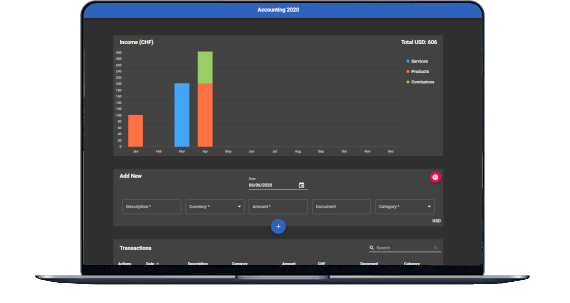 Accounting 2020
Income (CHF) Total USD: 606
300
280
260
240
220
200
180
160
140
120
100
80
60
40
20
0
Services
Products
Comissions
Jan Feb Mar Apr May Jun Jul Aug Sep Oct Nov Dec
Add New
Date
06/06/2020
Description * Currency * Amount * Document Category *
USD
+
Transactions Search
Actions Date Description Currency Amount CHF Document Category